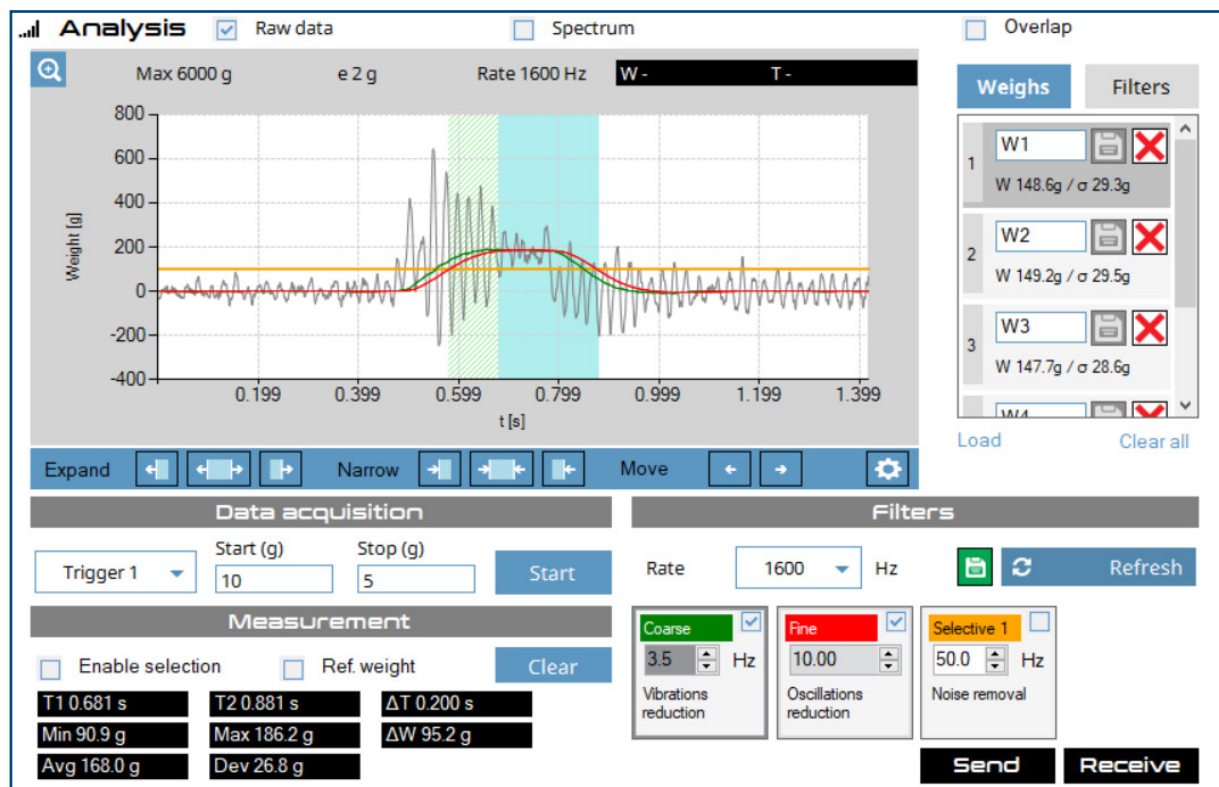 Analysis Raw data Spectrum Overlap
Max 6000 g e 2 g Rate 1600 Hz W - T -
Weighs Filters
800
600
400
200
0
-200
-400
Weight [g]
0.199 0.399 0.599 0.799 0.999 1.199 1.399
t [s]
1 W1
W 148.6g / σ 29.3g
2 W2
W 149.2g / σ 29.5g
3 W3
W 147.7g / σ 28.6g
W4
Load Clear all
Expand Narrow Move
Data acquisition
Start (g) Stop (g)
Trigger 1 10 5 Start
Measurement
Enable selection Ref. weight Clear
T1 0.681 s T2 0.881 s ΔT 0.200 s
Min 90.9 g Max 186.2 g ΔW 95.2 g
Avg 168.0 g Dev 26.8 g
Filters
Rate 1600 Hz Refresh
Coarse Fine Selective 1
3.5 Hz 10.00 50.0 Hz
Vibrations reduction Oscillations reduction Noise removal
Send Receive